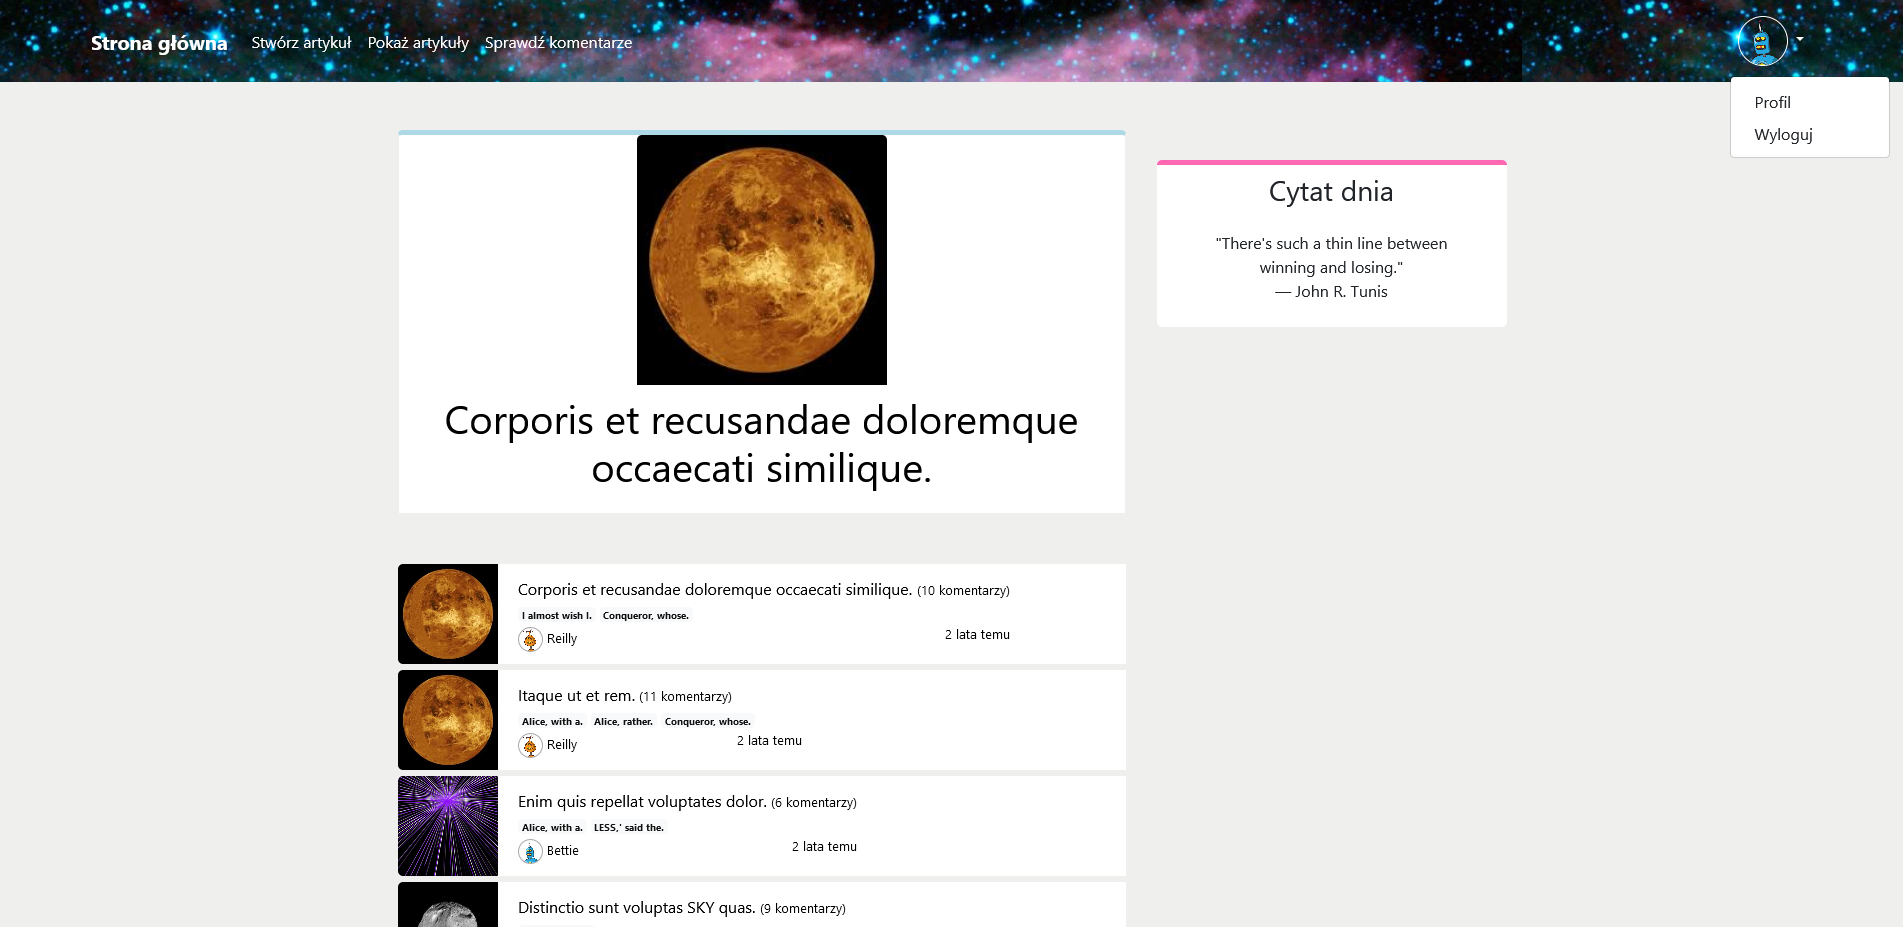 Strona główna Stwórz artykuł Pokaż artykuły Sprawdź komentarze
Profil
Wyloguj
Corporis et recusandae doloremque
occaecati similique.
Cytat dnia
"There's such a thin line between
winning and losing."
— John R. Tunis
Corporis et recusandae doloremque occaecati similique. (10 komentarzy)
I almost wish I. Conqueror, whose.
Reilly 2 lata temu
Itaque ut et rem. (11 komentarzy)
Alice, with a. Alice, rather. Conqueror, whose.
Reilly 2 lata temu
Enim quis repellat voluptates dolor. (6 komentarzy)
Alice, with a. LESS,' said the.
Bettie 2 lata temu
Distinctio sunt voluptas SKY quas. (9 komentarzy)